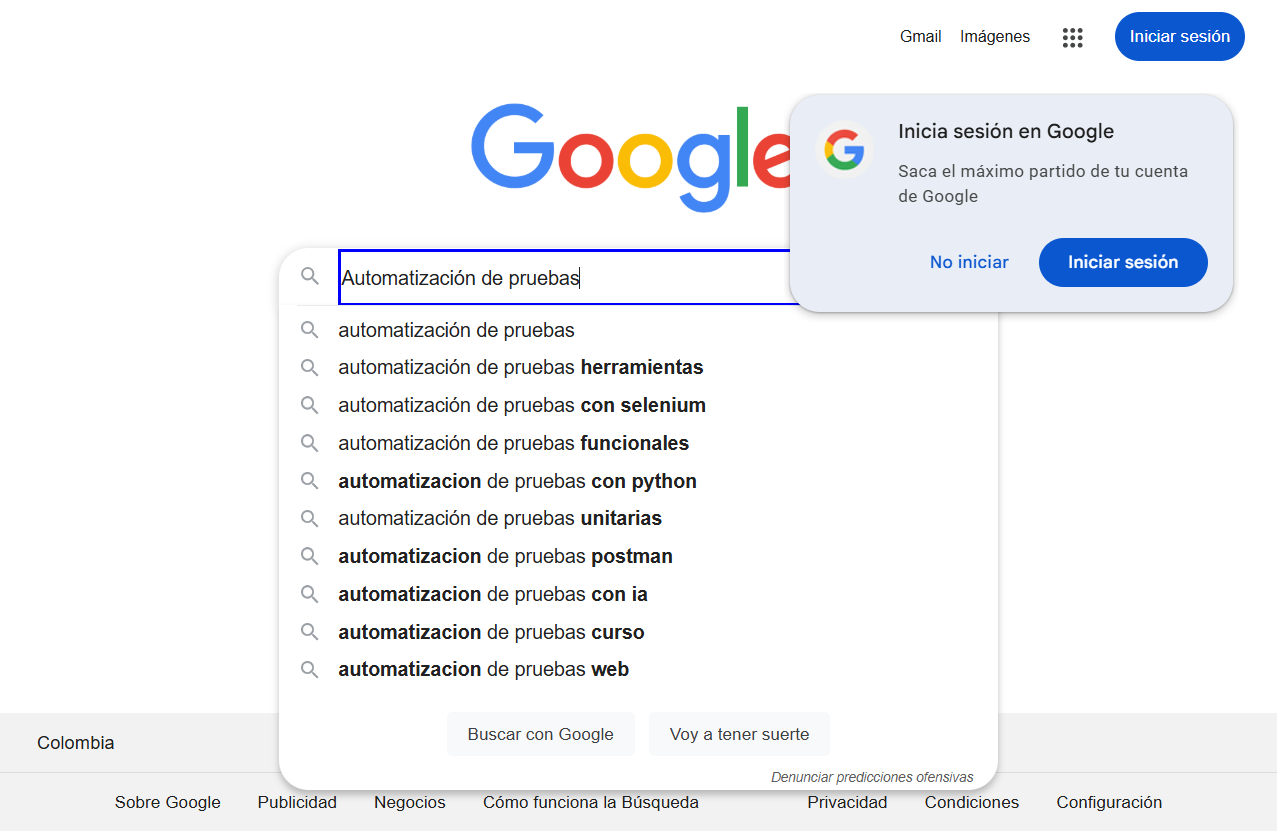 Gmail Imágenes Iniciar sesión
Google
Inicia sesión en Google
Saca el máximo partido de tu cuenta
de Google
No iniciar Iniciar sesión
Automatización de pruebas
automatización de pruebas
automatización de pruebas herramientas
automatización de pruebas con selenium
automatización de pruebas funcionales
automatizacion de pruebas con python
automatización de pruebas unitarias
automatizacion de pruebas postman
automatizacion de pruebas con ia
automatizacion de pruebas curso
automatizacion de pruebas web
Buscar con Google Voy a tener suerte
Denunciar predicciones ofensivas
Colombia
Sobre Google Publicidad Negocios Cómo funciona la Búsqueda Privacidad Condiciones Configuración